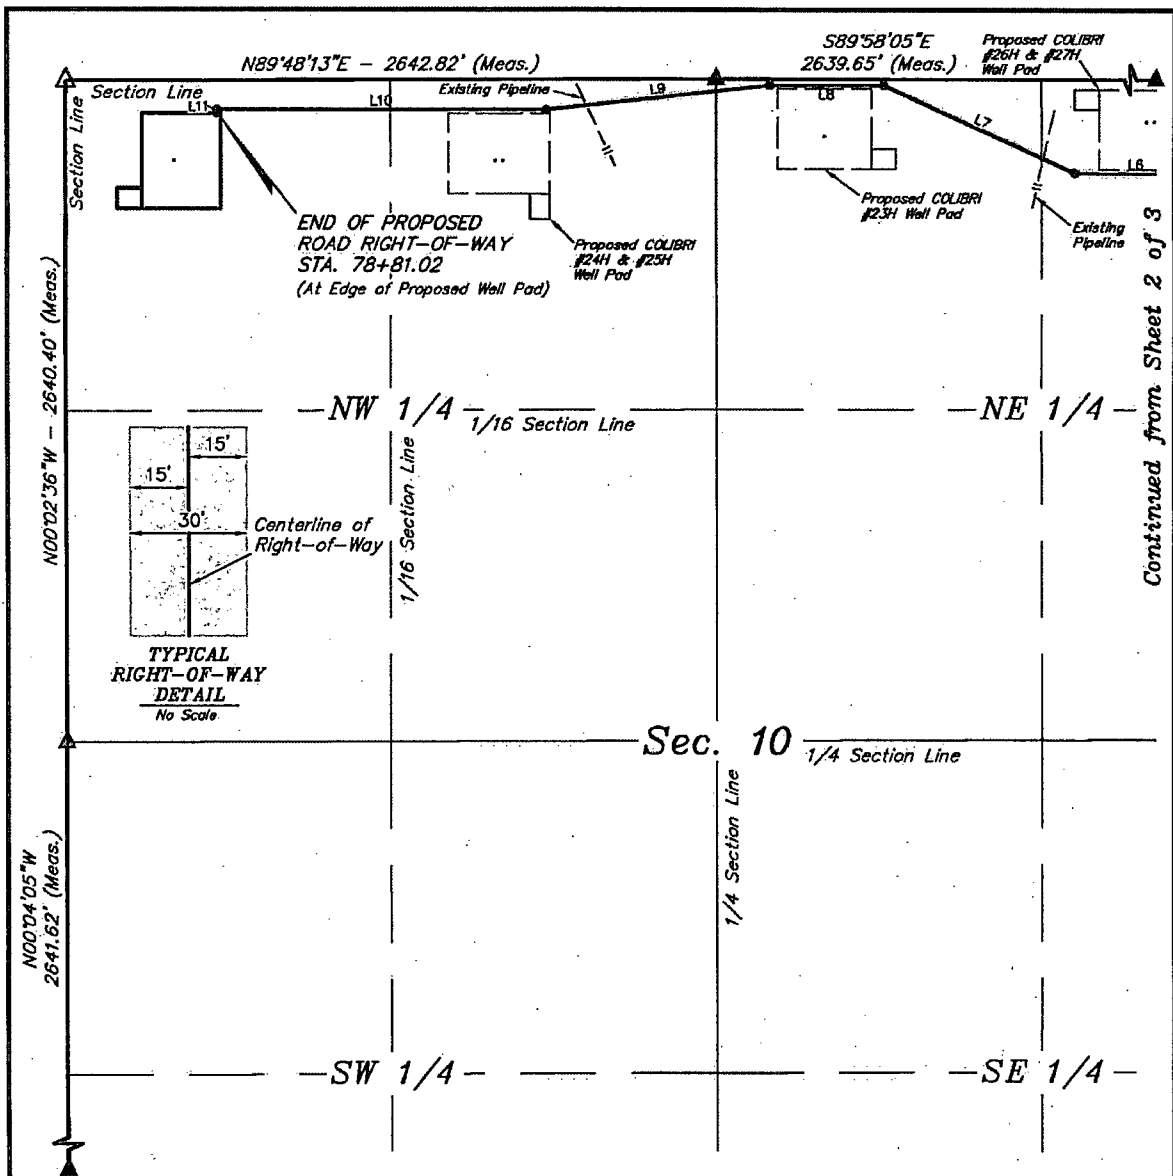 N89°48'13"E - 2642.82' (Meas.)
S89°58'05"E
2639.65' (Meas.)
Proposed COLIBRI
#26H & #27H
Well Pad
Section Line
Existing Pipeline
L11
L10
L9
L8
L7
L6
Section Line
END OF PROPOSED
ROAD RIGHT-OF-WAY
STA. 78+81.02
(At Edge of Proposed Well Pad)
Proposed COLIBRI
#24H & #25H
Well Pad
Proposed COLIBRI
#23H Well Pad
Existing
Pipeline
Continued from Sheet 2 of 3
N00°02'36"W - 2640.40' (Meas.)
NW 1/4
1/16 Section Line
NE 1/4
1/16 Section Line
15'
15'
30'
Centerline of
Right-of-Way
TYPICAL
RIGHT-OF-WAY
DETAIL
No Scale
Sec. 10
1/4 Section Line
1/4 Section Line
N00°04'05"W
2641.62' (Meas.)
SW 1/4
SE 1/4